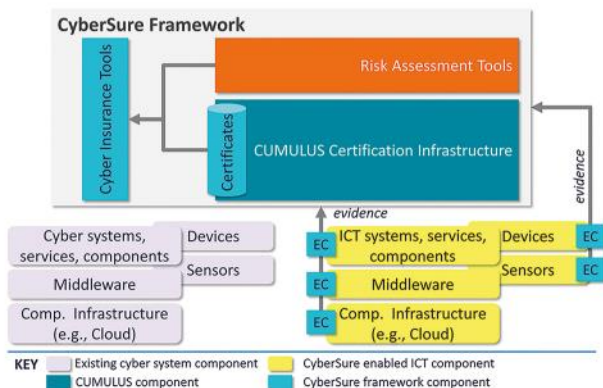 CyberSure Framework
Cyber Insurance Tools
Risk Assessment Tools
Certificates
CUMULUS Certification Infrastructure
evidence
evidence
Cyber systems,
services, components
Devices
Sensors
Middleware
Comp. Infrastructure
(e.g., Cloud)
EC
ICT systems, services,
components
Devices
EC
Sensors
EC
EC
Middleware
EC
Comp. Infrastructure
(e.g., Cloud)
KEY
Existing cyber system component
CyberSure enabled ICT component
CUMULUS component
CyberSure framework component